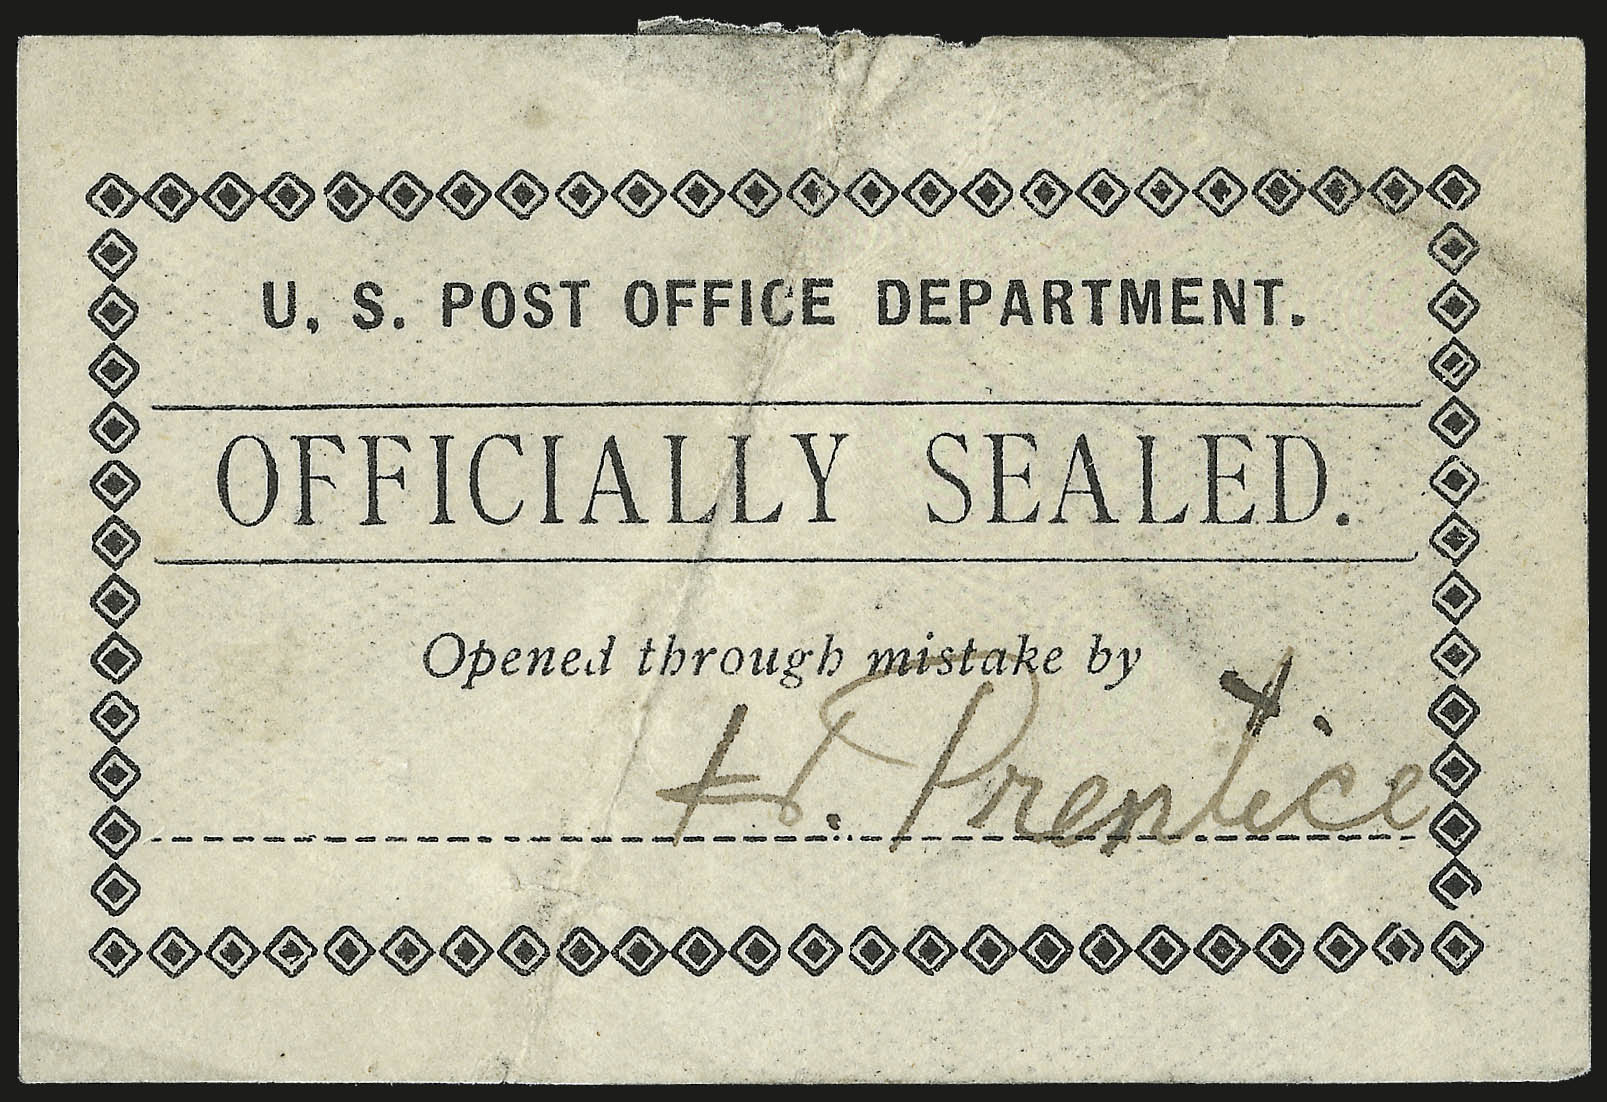 U. S. POST OFFICE DEPARTMENT.
OFFICIALLY SEALED.
Opened through mistake by
H. Prentice